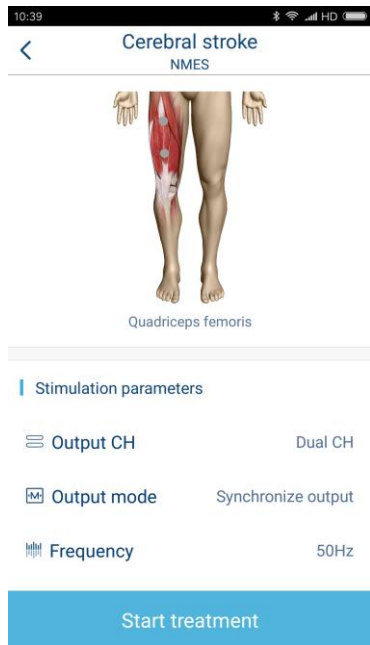 10:39 HD
Cerebral stroke
NMES
Quadriceps femoris
Stimulation parameters
Output CH Dual CH
Output mode Synchronize output
Frequency 50Hz
Start treatment